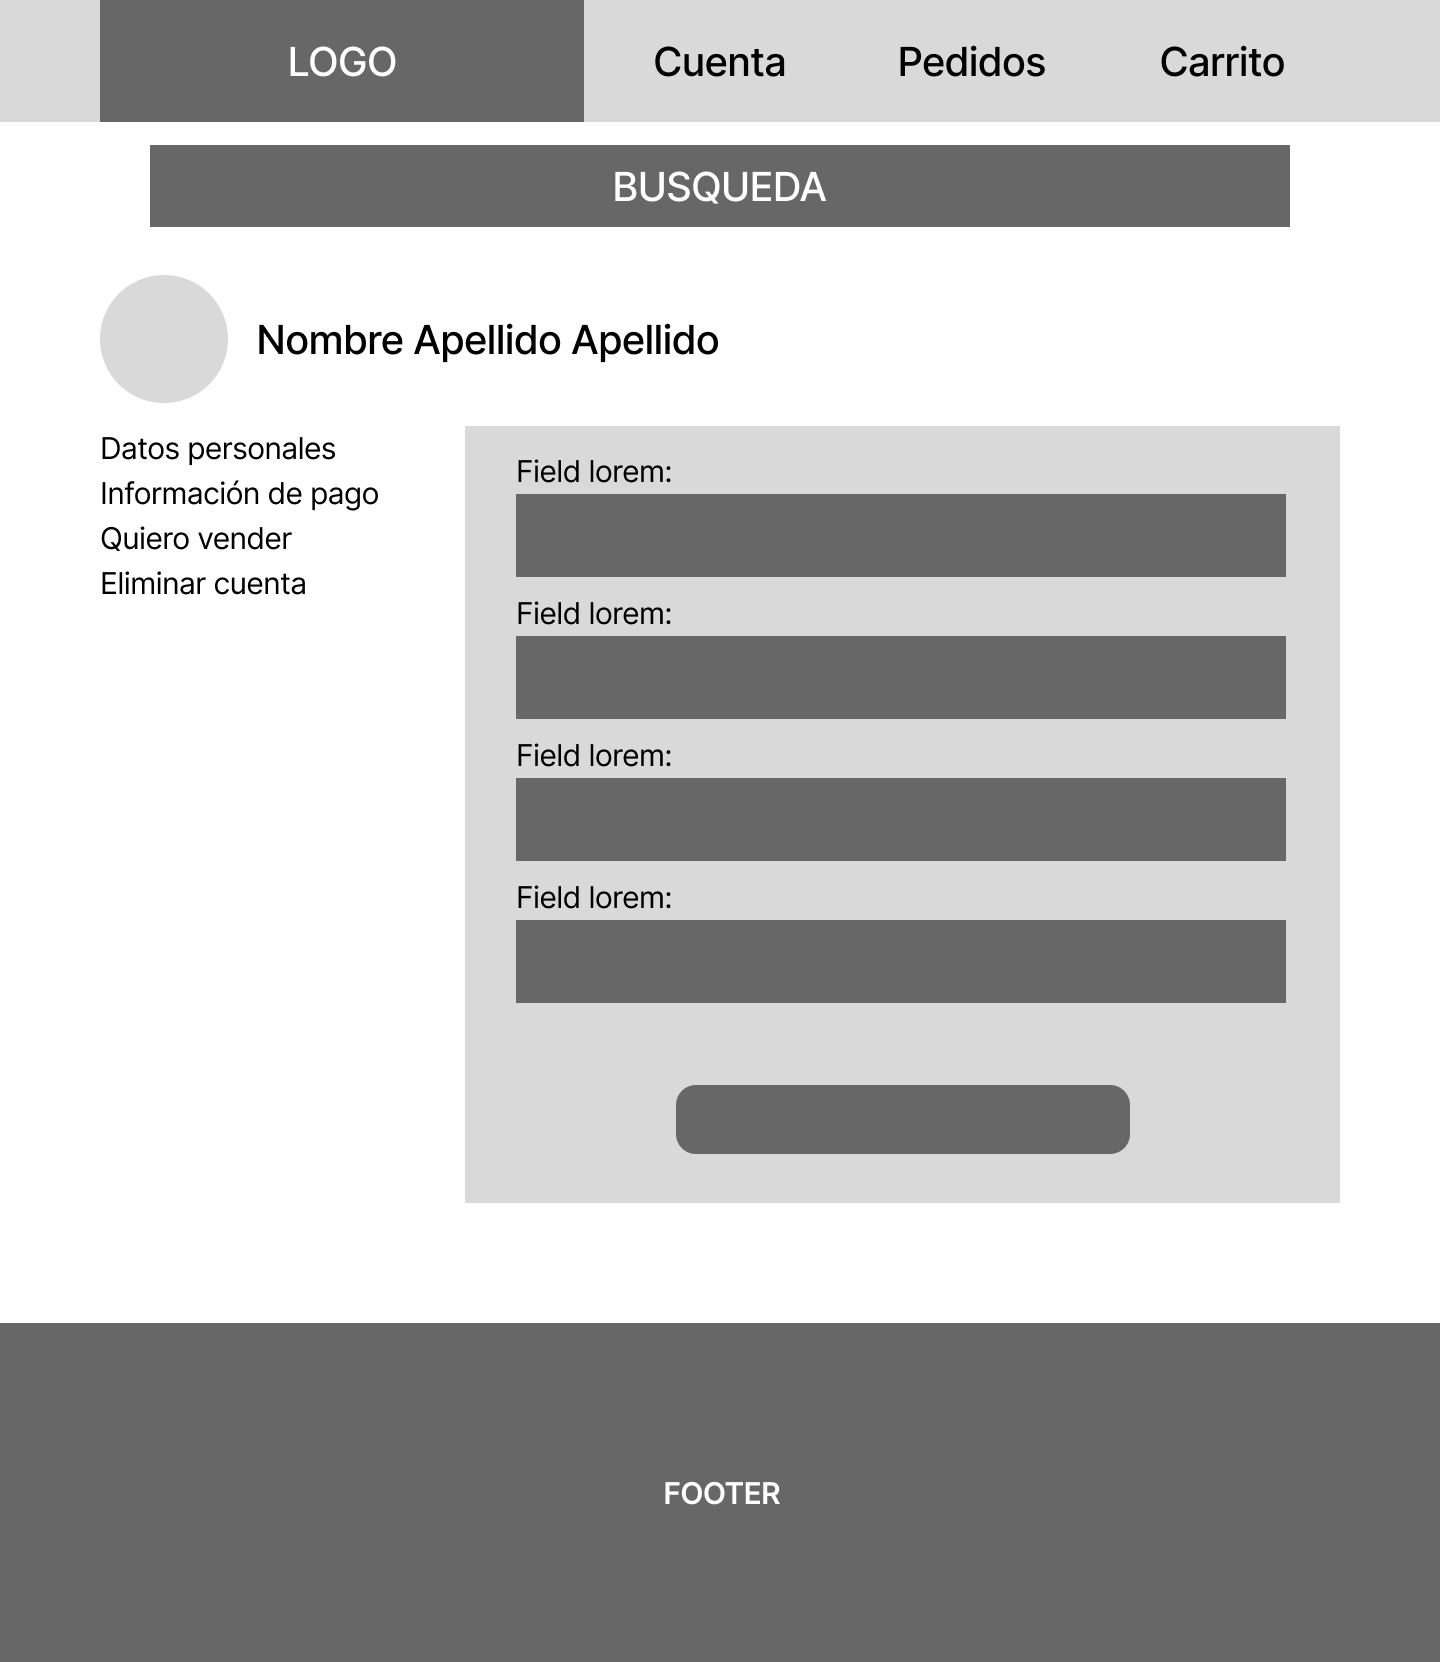 LOGO
Cuenta
Pedidos
Carrito
BUSQUEDA
Nombre Apellido Apellido
Datos personales
Información de pago
Quiero vender
Eliminar cuenta
Field lorem:
Field lorem:
Field lorem:
Field lorem:
FOOTER